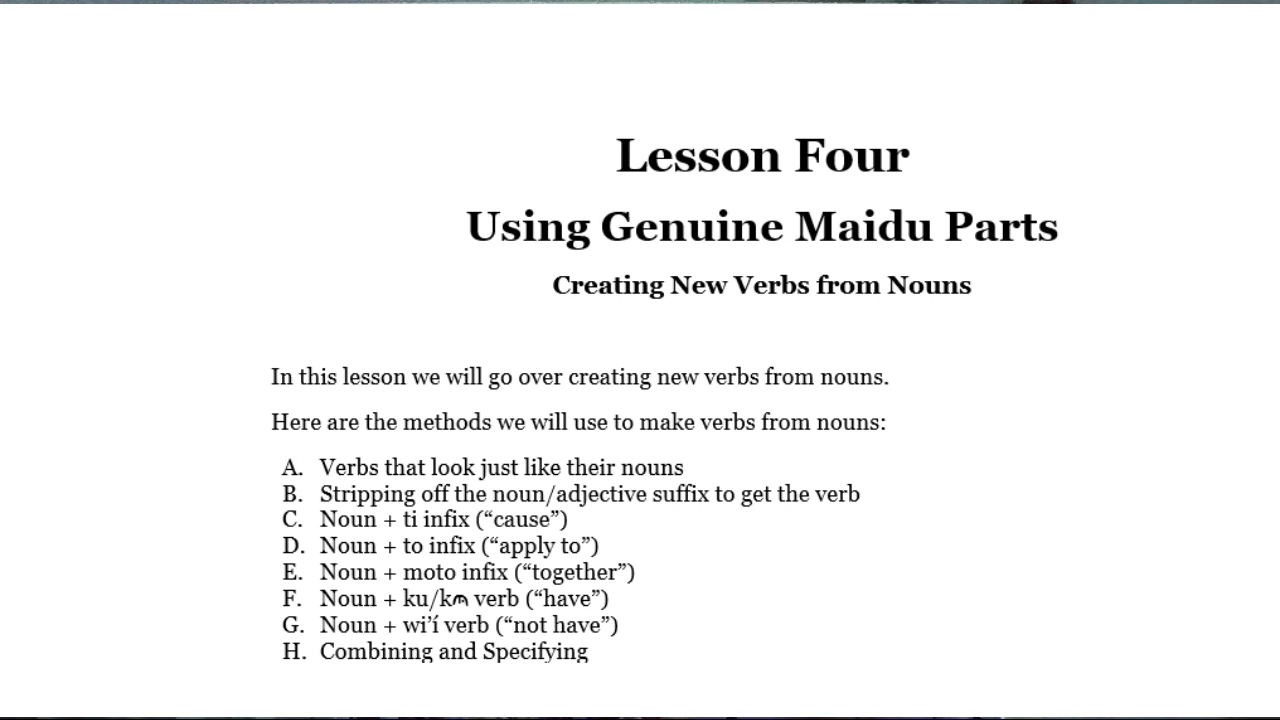 Lesson Four
Using Genuine Maidu Parts
Creating New Verbs from Nouns
In this lesson we will go over creating new verbs from nouns.
Here are the methods we will use to make verbs from nouns:
A. Verbs that look just like their nouns
B. Stripping off the noun/adjective suffix to get the verb
C. Noun + ti infix (“cause”)
D. Noun + to infix (“apply to”)
E. Noun + moto infix (“together”)
F. Noun + ku/kഹ verb (“have”)
G. Noun + wi’í verb (“not have”)
H. Combining and Specifying